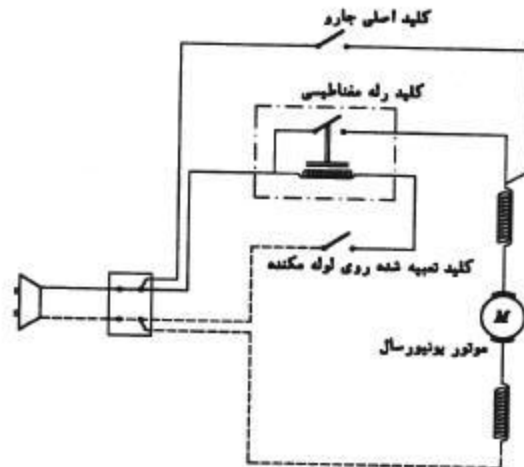 کلید اصلی جارو
کلید رله مغناطیسی
کلید تعبیه شده روی لوله مکنده
M
موتور یونیورسال